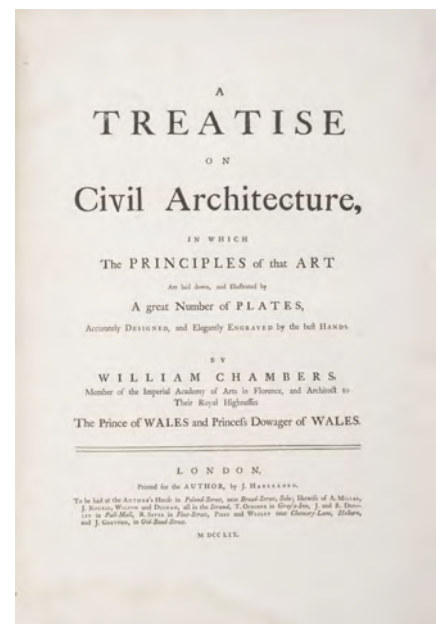 A
TREATISE
ON
Civil Architecture,
IN WHICH
The PRINCIPLES of that ART
Are laid down, and Illustrated by
A great Number of PLATES,
Accurately DESIGNED, and Elegantly ENGRAVED by the beſt HANDS.
BY
WILLIAM CHAMBERS,
Member of the Imperial Academy of Arts in Florence, and Architect to
Their Royal Highneſſes
The Prince of WALES and Princeſs Dowager of WALES.
LONDON,
Printed for the AUTHOR, by J. HABERKORN.
To be had at the AUTHOR's Houſe in Poland-Street, near Broad-Street, Soho; likewiſe of A. MILLAR,
J. NOURSE, WILSON and DURHAM, all in the Strand, T. OSBORNE in Gray's-Inn, J. and R. DODS-
LEY in Pall-Mall, R. SAYER in Fleet-Street, PIERS and WEBLEY near Chancery-Lane, Holborn,
and J. GRETTON, in Old Bond-Street.
M DCC LIX.